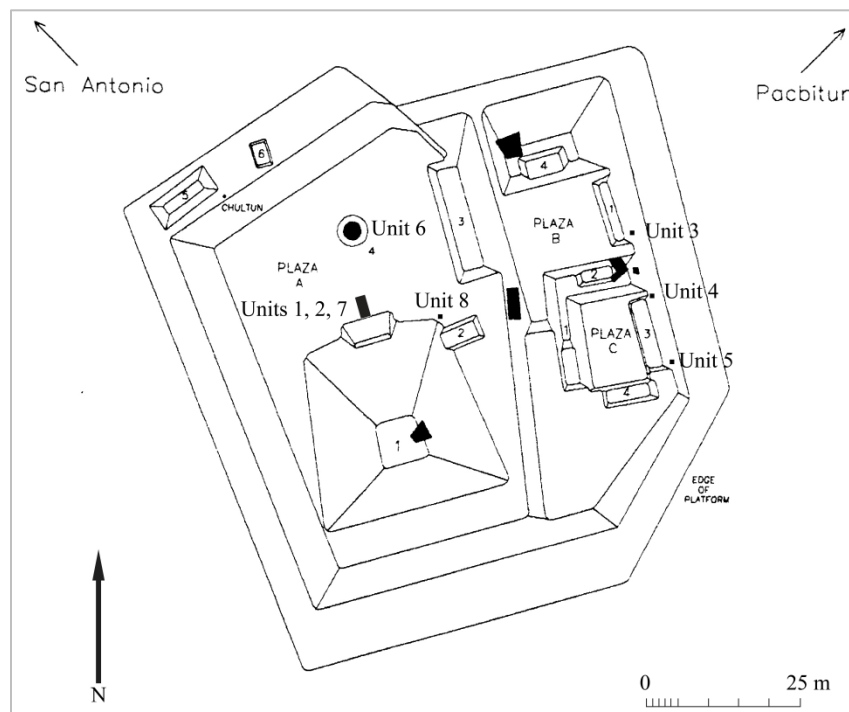 San Antonio
Pacbitun
6
5
CHULTUN
4
1
3
Unit 6
4
PLAZA
A
PLAZA
B
Unit 3
2
Units 1, 2, 7
Unit 8
2
Unit 4
1
PLAZA
C
3
Unit 5
4
1
EDGE
OF
PLATFORM
N
0 25 m